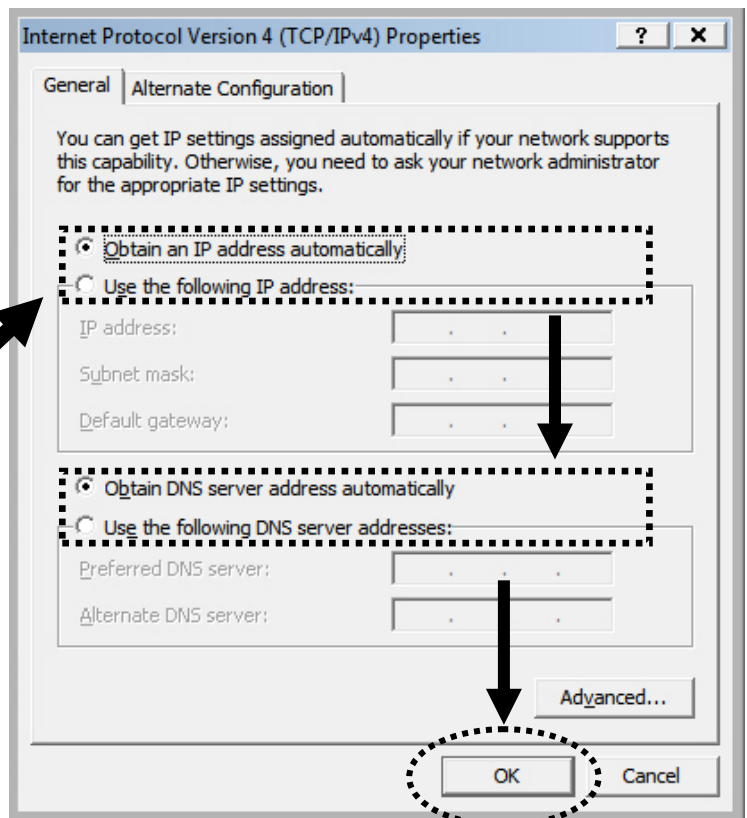 Internet Protocol Version 4 (TCP/IPv4) Properties ? X
General Alternate Configuration
You can get IP settings assigned automatically if your network supports
this capability. Otherwise, you need to ask your network administrator
for the appropriate IP settings.
Obtain an IP address automatically
Use the following IP address:
IP address:
Subnet mask:
Default gateway:
Obtain DNS server address automatically
Use the following DNS server addresses:
Preferred DNS server:
Alternate DNS server:
Advanced...
OK Cancel